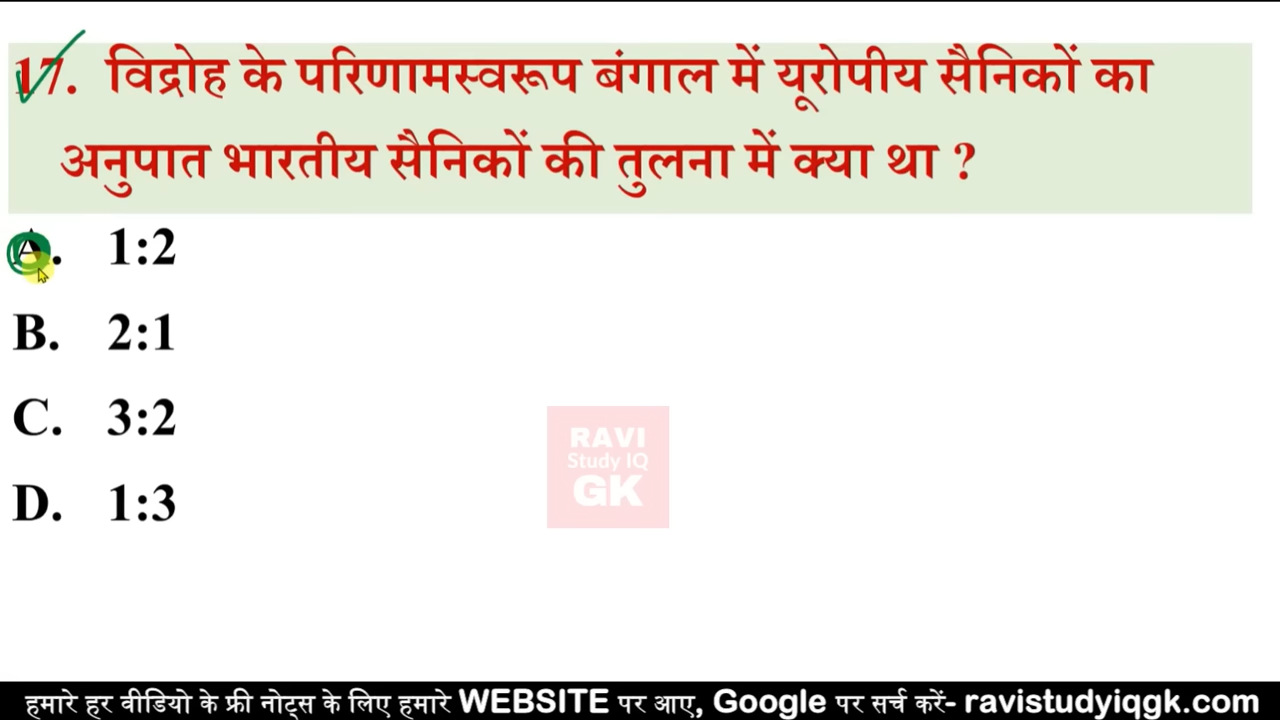 17. विद्रोह के परिणामस्वरूप बंगाल में यूरोपीय सैनिकों का
अनुपात भारतीय सैनिकों की तुलना में क्या था ?
A. 1:2
B. 2:1
C. 3:2
D. 1:3
RAVI
Study IQ
GK
हमारे हर वीडियो के फ्री नोट्स के लिए हमारे WEBSITE पर आए, Google पर सर्च करें- ravistudyiqgk.com